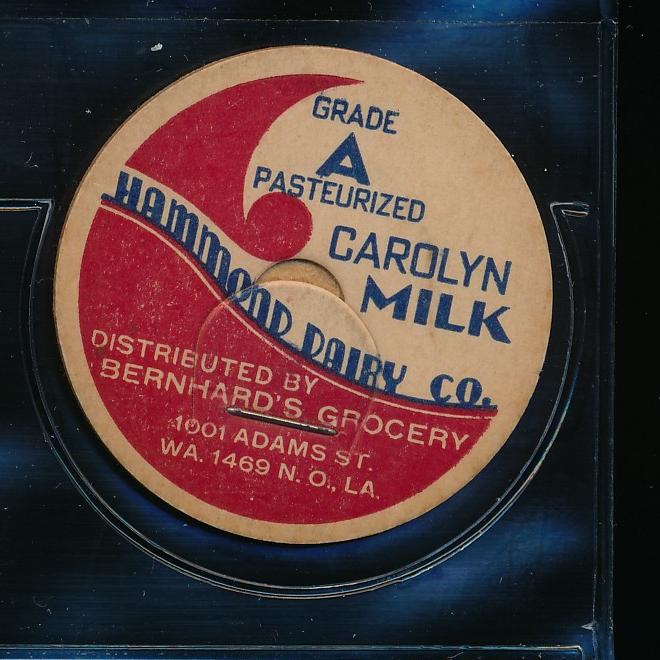 GRADE
A
PASTEURIZED
CAROLYN
MILK
HAMMOND DAIRY CO.
DISTRIBUTED BY
BERNHARD'S GROCERY
1001 ADAMS ST.
WA. 1469 N. O., LA.